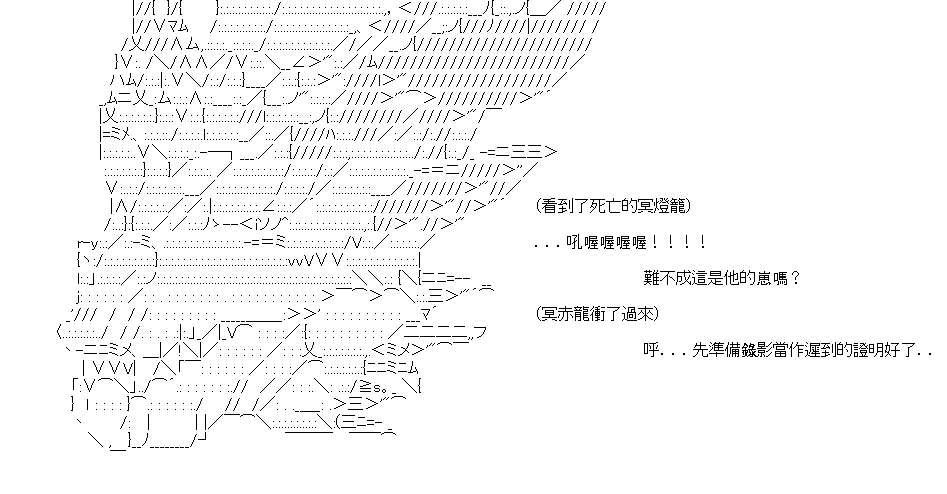 (看到了死亡的冥燈籠)
...吼喔喔喔喔！！！！
難不成這是他的崽嗎？
(冥赤龍衝了過來)
呼...先準備錄影當作遲到的證明好了..